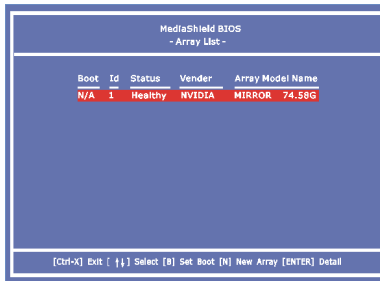 MediaShield BIOS
- Array List -
Boot Id Status Vender Array Model Name
N/A 1 Healthy NVIDIA MIRROR 74.58G
[Ctrl-X] Exit [ ↑↓] Select [B] Set Boot [N] New Array [ENTER] Detail